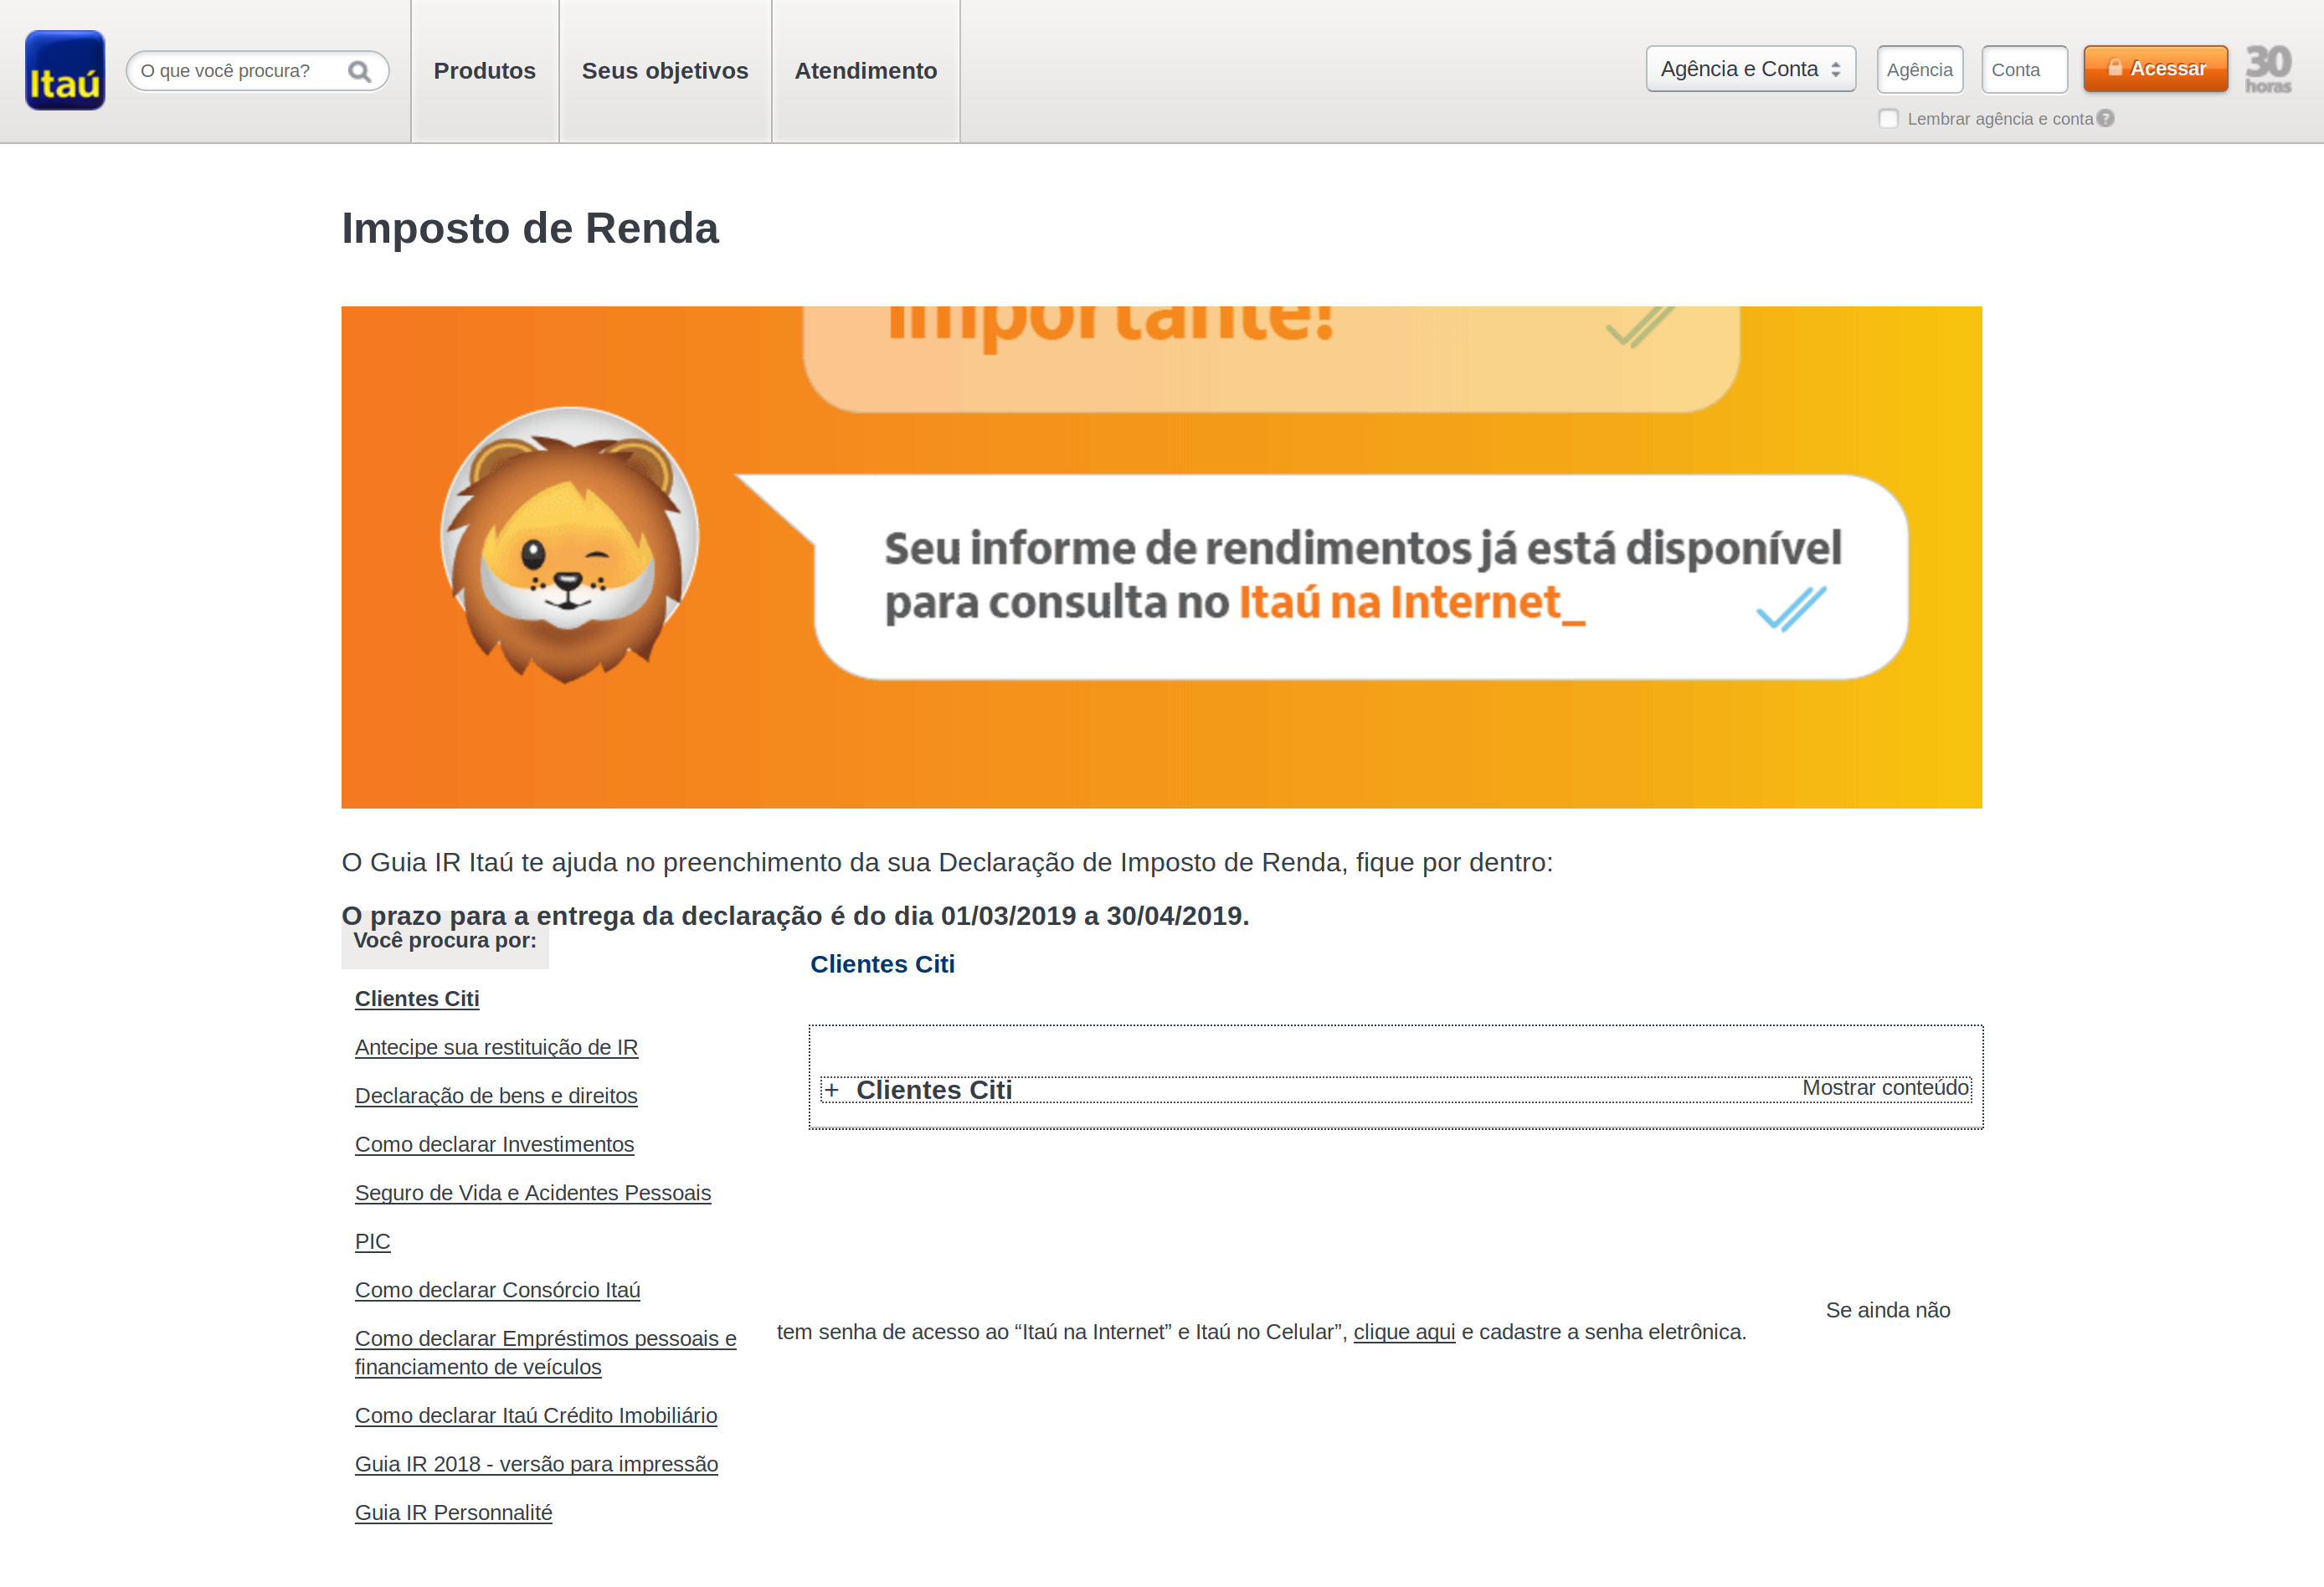 Itaú
O que você procura?
Produtos
Seus objetivos
Atendimento
Agência e Conta
Agência
Conta
Acessar
30
horas
Lembrar agência e conta
?
Imposto de Renda
importante!
Seu informe de rendimentos já está disponível
para consulta no Itaú na Internet_
O Guia IR Itaú te ajuda no preenchimento da sua Declaração de Imposto de Renda, fique por dentro:
O prazo para a entrega da declaração é do dia 01/03/2019 a 30/04/2019.
Você procura por:
Clientes Citi
Antecipe sua restituição de IR
Declaração de bens e direitos
Como declarar Investimentos
Seguro de Vida e Acidentes Pessoais
PIC
Como declarar Consórcio Itaú
Como declarar Empréstimos pessoais e
financiamento de veículos
Como declarar Itaú Crédito Imobiliário
Guia IR 2018 - versão para impressão
Guia IR Personnalité
Clientes Citi
+ Clientes Citi
Mostrar conteúdo
Se ainda não
tem senha de acesso ao “Itaú na Internet” e Itaú no Celular”, clique aqui e cadastre a senha eletrônica.